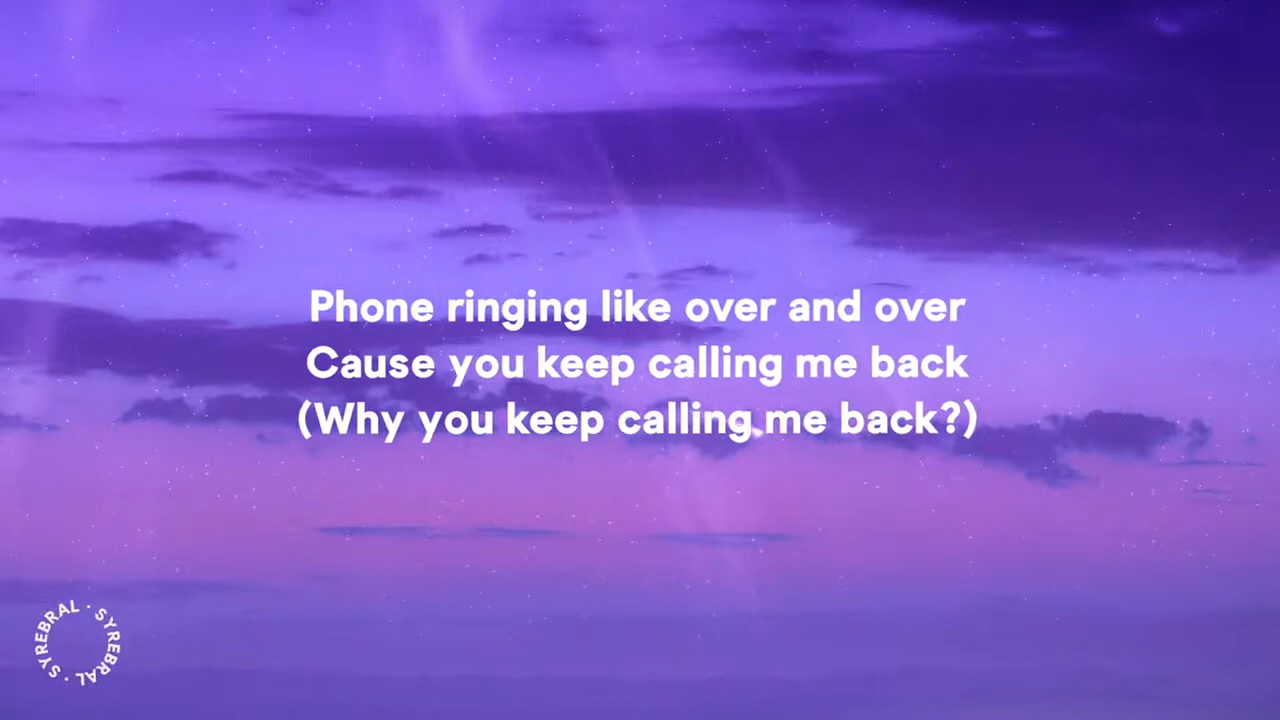 Phone ringing like over and over
Cause you keep calling me back
(Why you keep calling me back?)
SYREBRAL · SYREBRAL ·